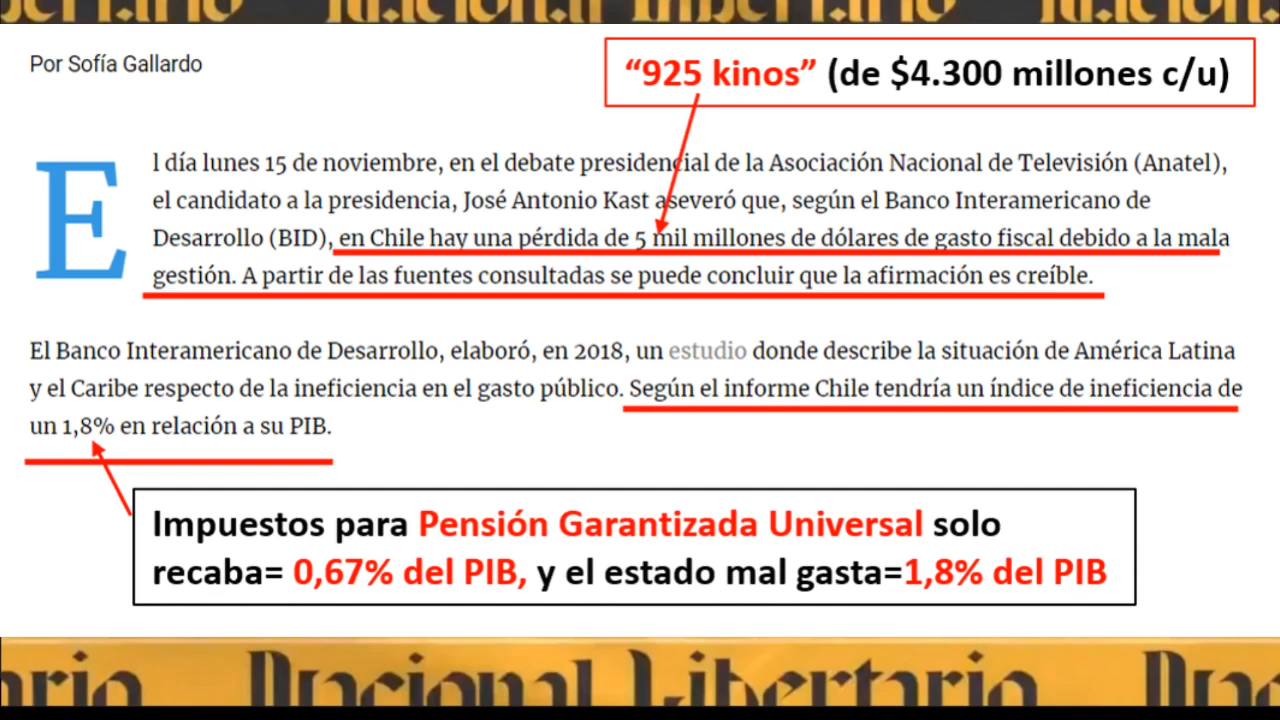 Nacional Libertario
Por Sofía Gallardo
“925 kinos” (de $4.300 millones c/u)
El día lunes 15 de noviembre, en el debate presidencial de la Asociación Nacional de Televisión (Anatel),
el candidato a la presidencia, José Antonio Kast aseveró que, según el Banco Interamericano de
Desarrollo (BID), en Chile hay una pérdida de 5 mil millones de dólares de gasto fiscal debido a la mala
gestión. A partir de las fuentes consultadas se puede concluir que la afirmación es creíble.
El Banco Interamericano de Desarrollo, elaboró, en 2018, un estudio donde describe la situación de América Latina
y el Caribe respecto de la ineficiencia en el gasto público. Según el informe Chile tendría un índice de ineficiencia de
un 1,8% en relación a su PIB.
Impuestos para Pensión Garantizada Universal solo
recaba= 0,67% del PIB, y el estado mal gasta=1,8% del PIB
Nacional Libertario